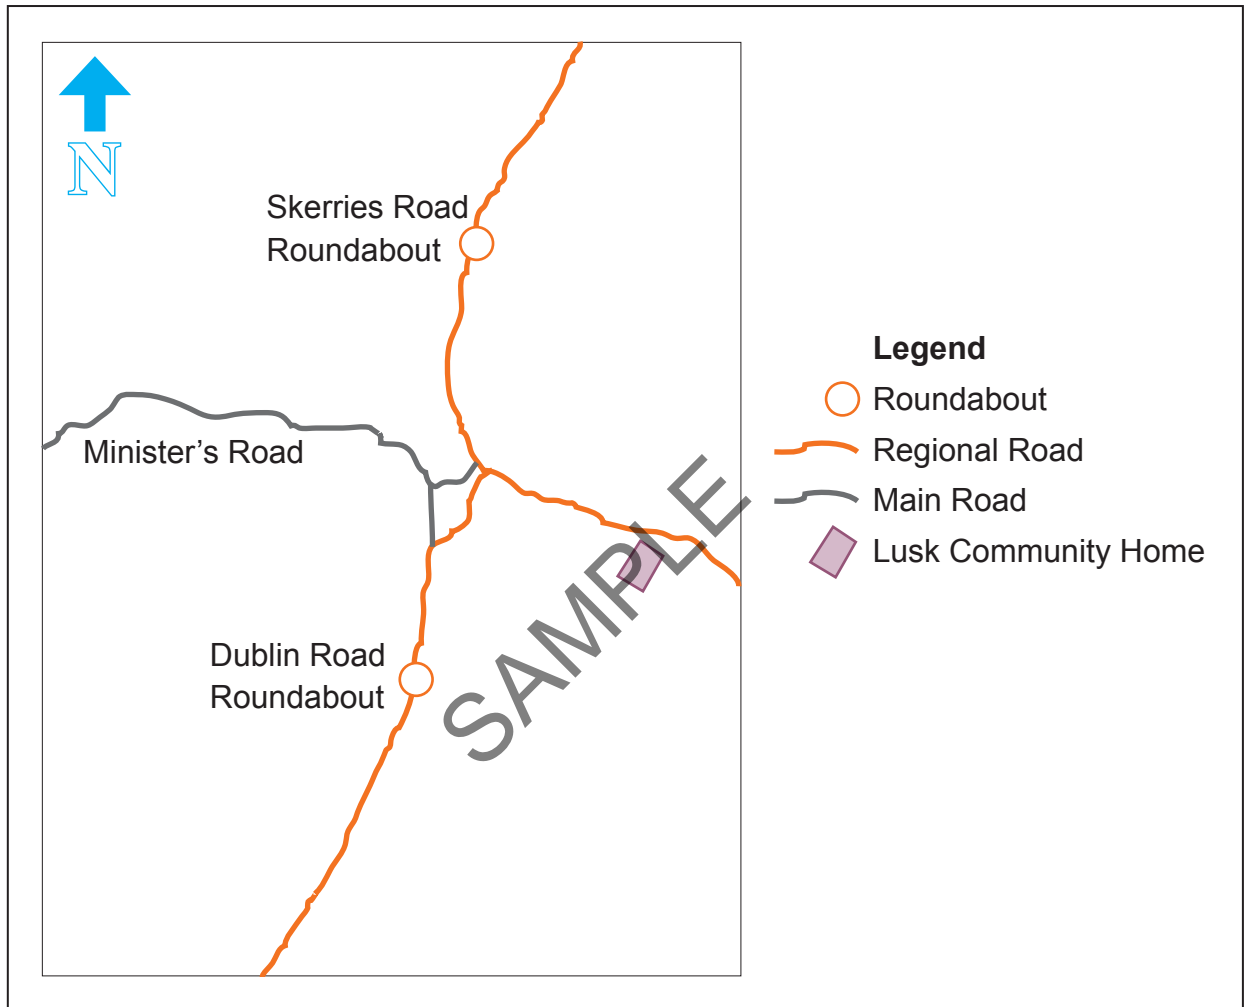 N
Skerries Road
Roundabout
Minister's Road
Dublin Road
Roundabout
SAMPLE
Legend
Roundabout
Regional Road
Main Road
Lusk Community Home